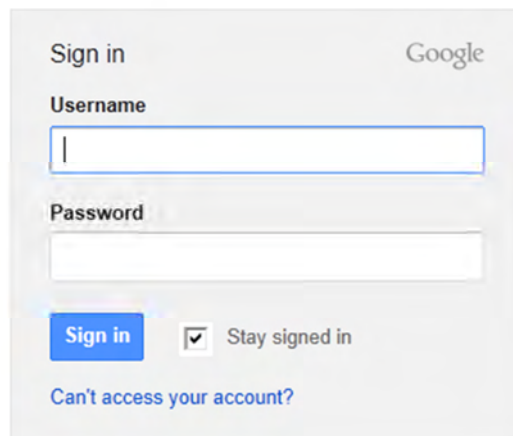 Sign in Google
Username
Password
Sign in Stay signed in
Can't access your account?